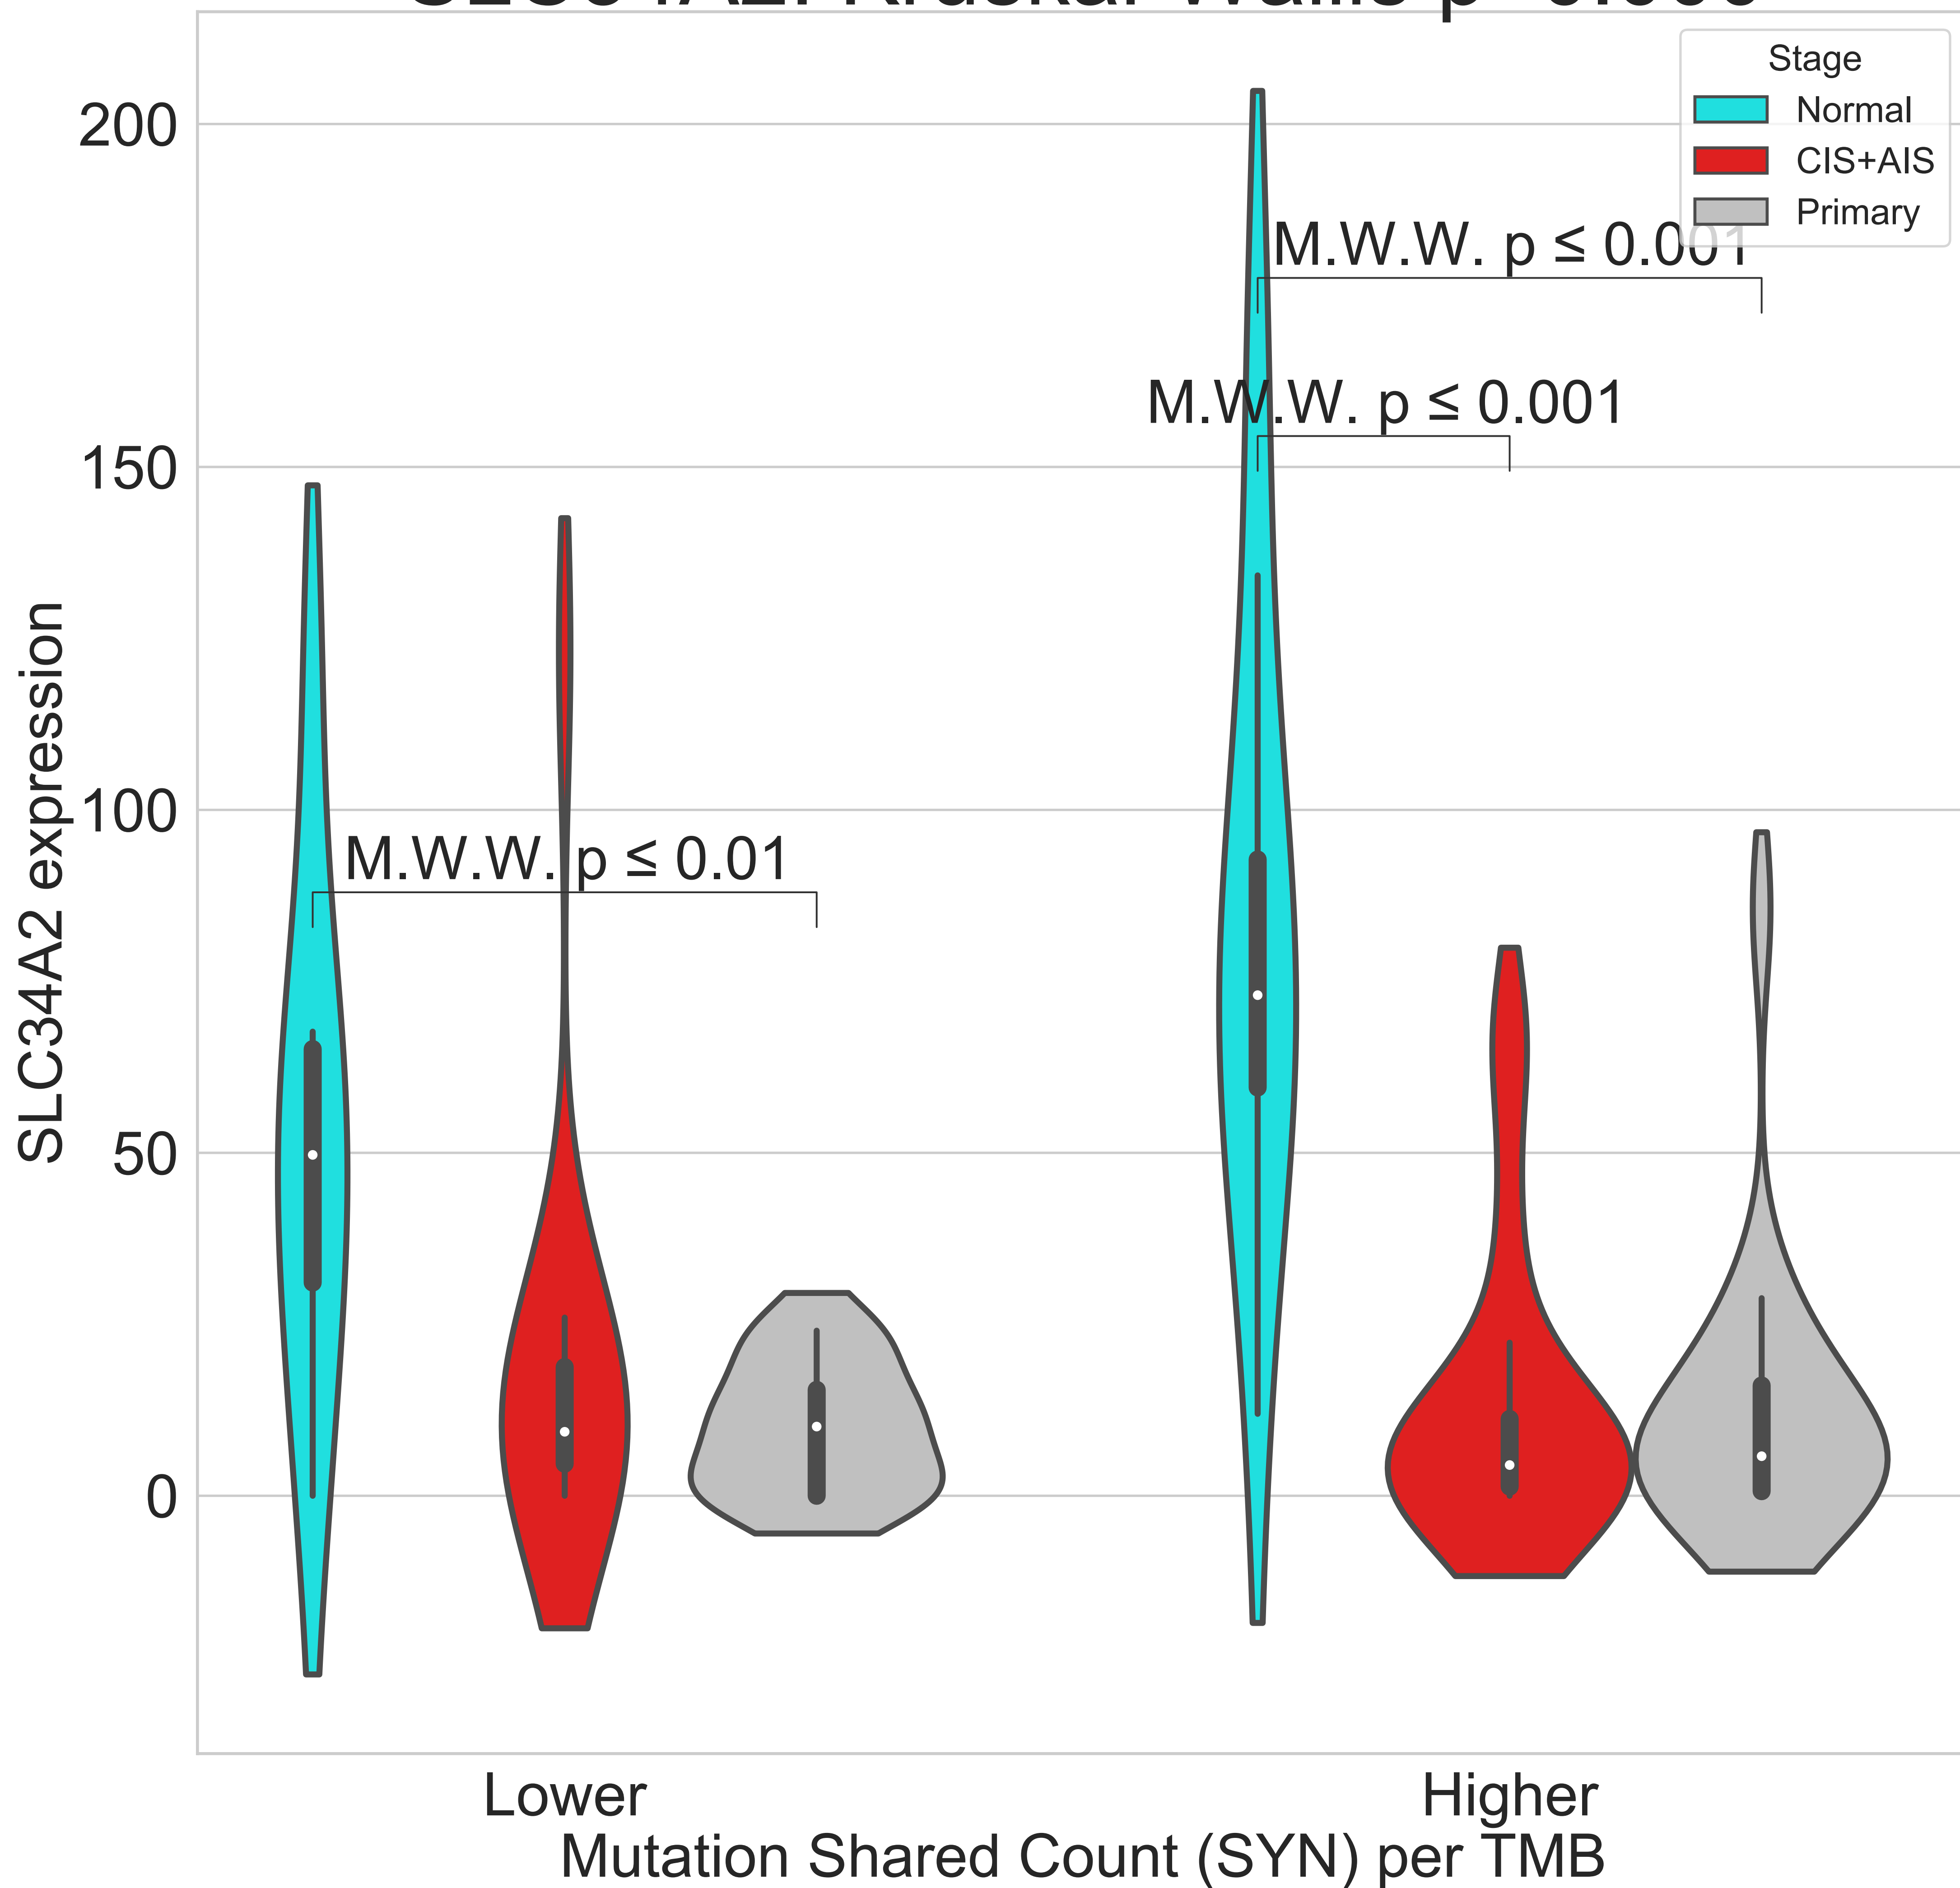 Stage
Normal
CIS+AIS
Primary
200
150
100
50
0
SLC34A2 expression
M.W.W. p ≤ 0.001
M.W.W. p ≤ 0.001
M.W.W. p ≤ 0.01
Lower
Higher
Mutation Shared Count (SYN) per TMB